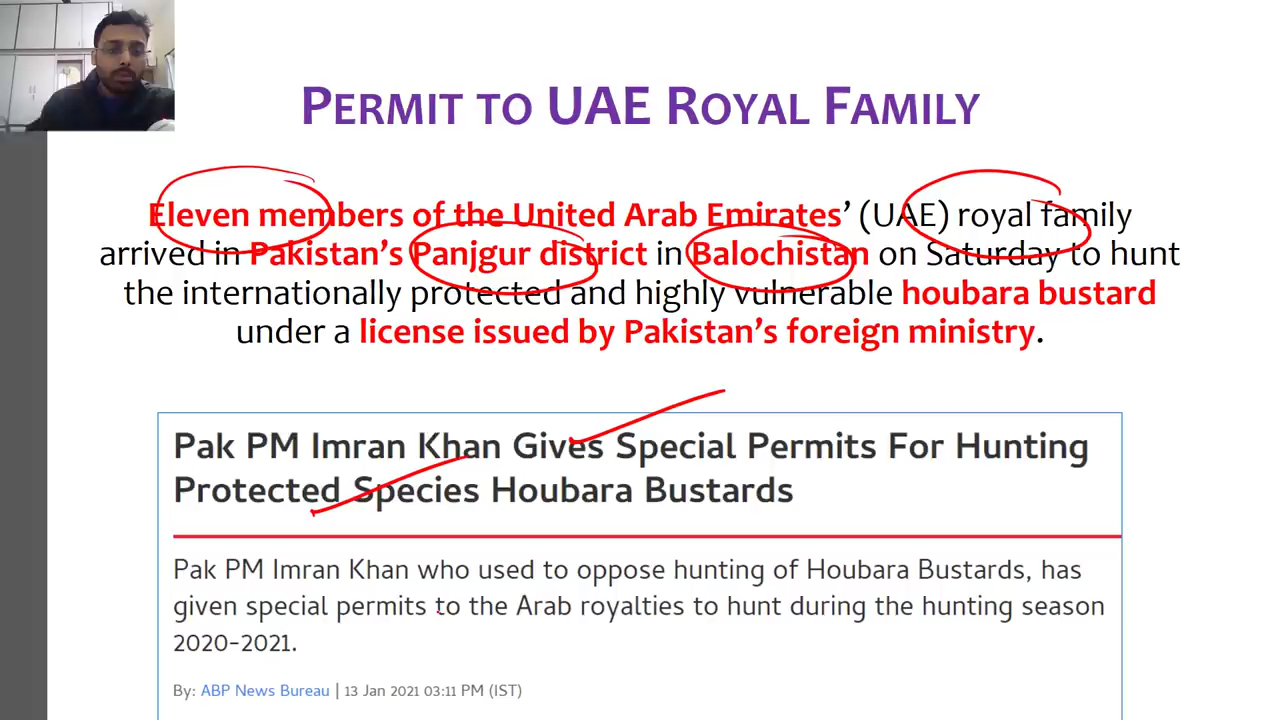 PERMIT TO UAE ROYAL FAMILY
Eleven members of the United Arab Emirates’ (UAE) royal family
arrived in Pakistan’s Panjgur district in Balochistan on Saturday to hunt
the internationally protected and highly vulnerable houbara bustard
under a license issued by Pakistan’s foreign ministry.
Pak PM Imran Khan Gives Special Permits For Hunting
Protected Species Houbara Bustards
Pak PM Imran Khan who used to oppose hunting of Houbara Bustards, has
given special permits to the Arab royalties to hunt during the hunting season
2020-2021.
By: ABP News Bureau | 13 Jan 2021 03:11 PM (IST)